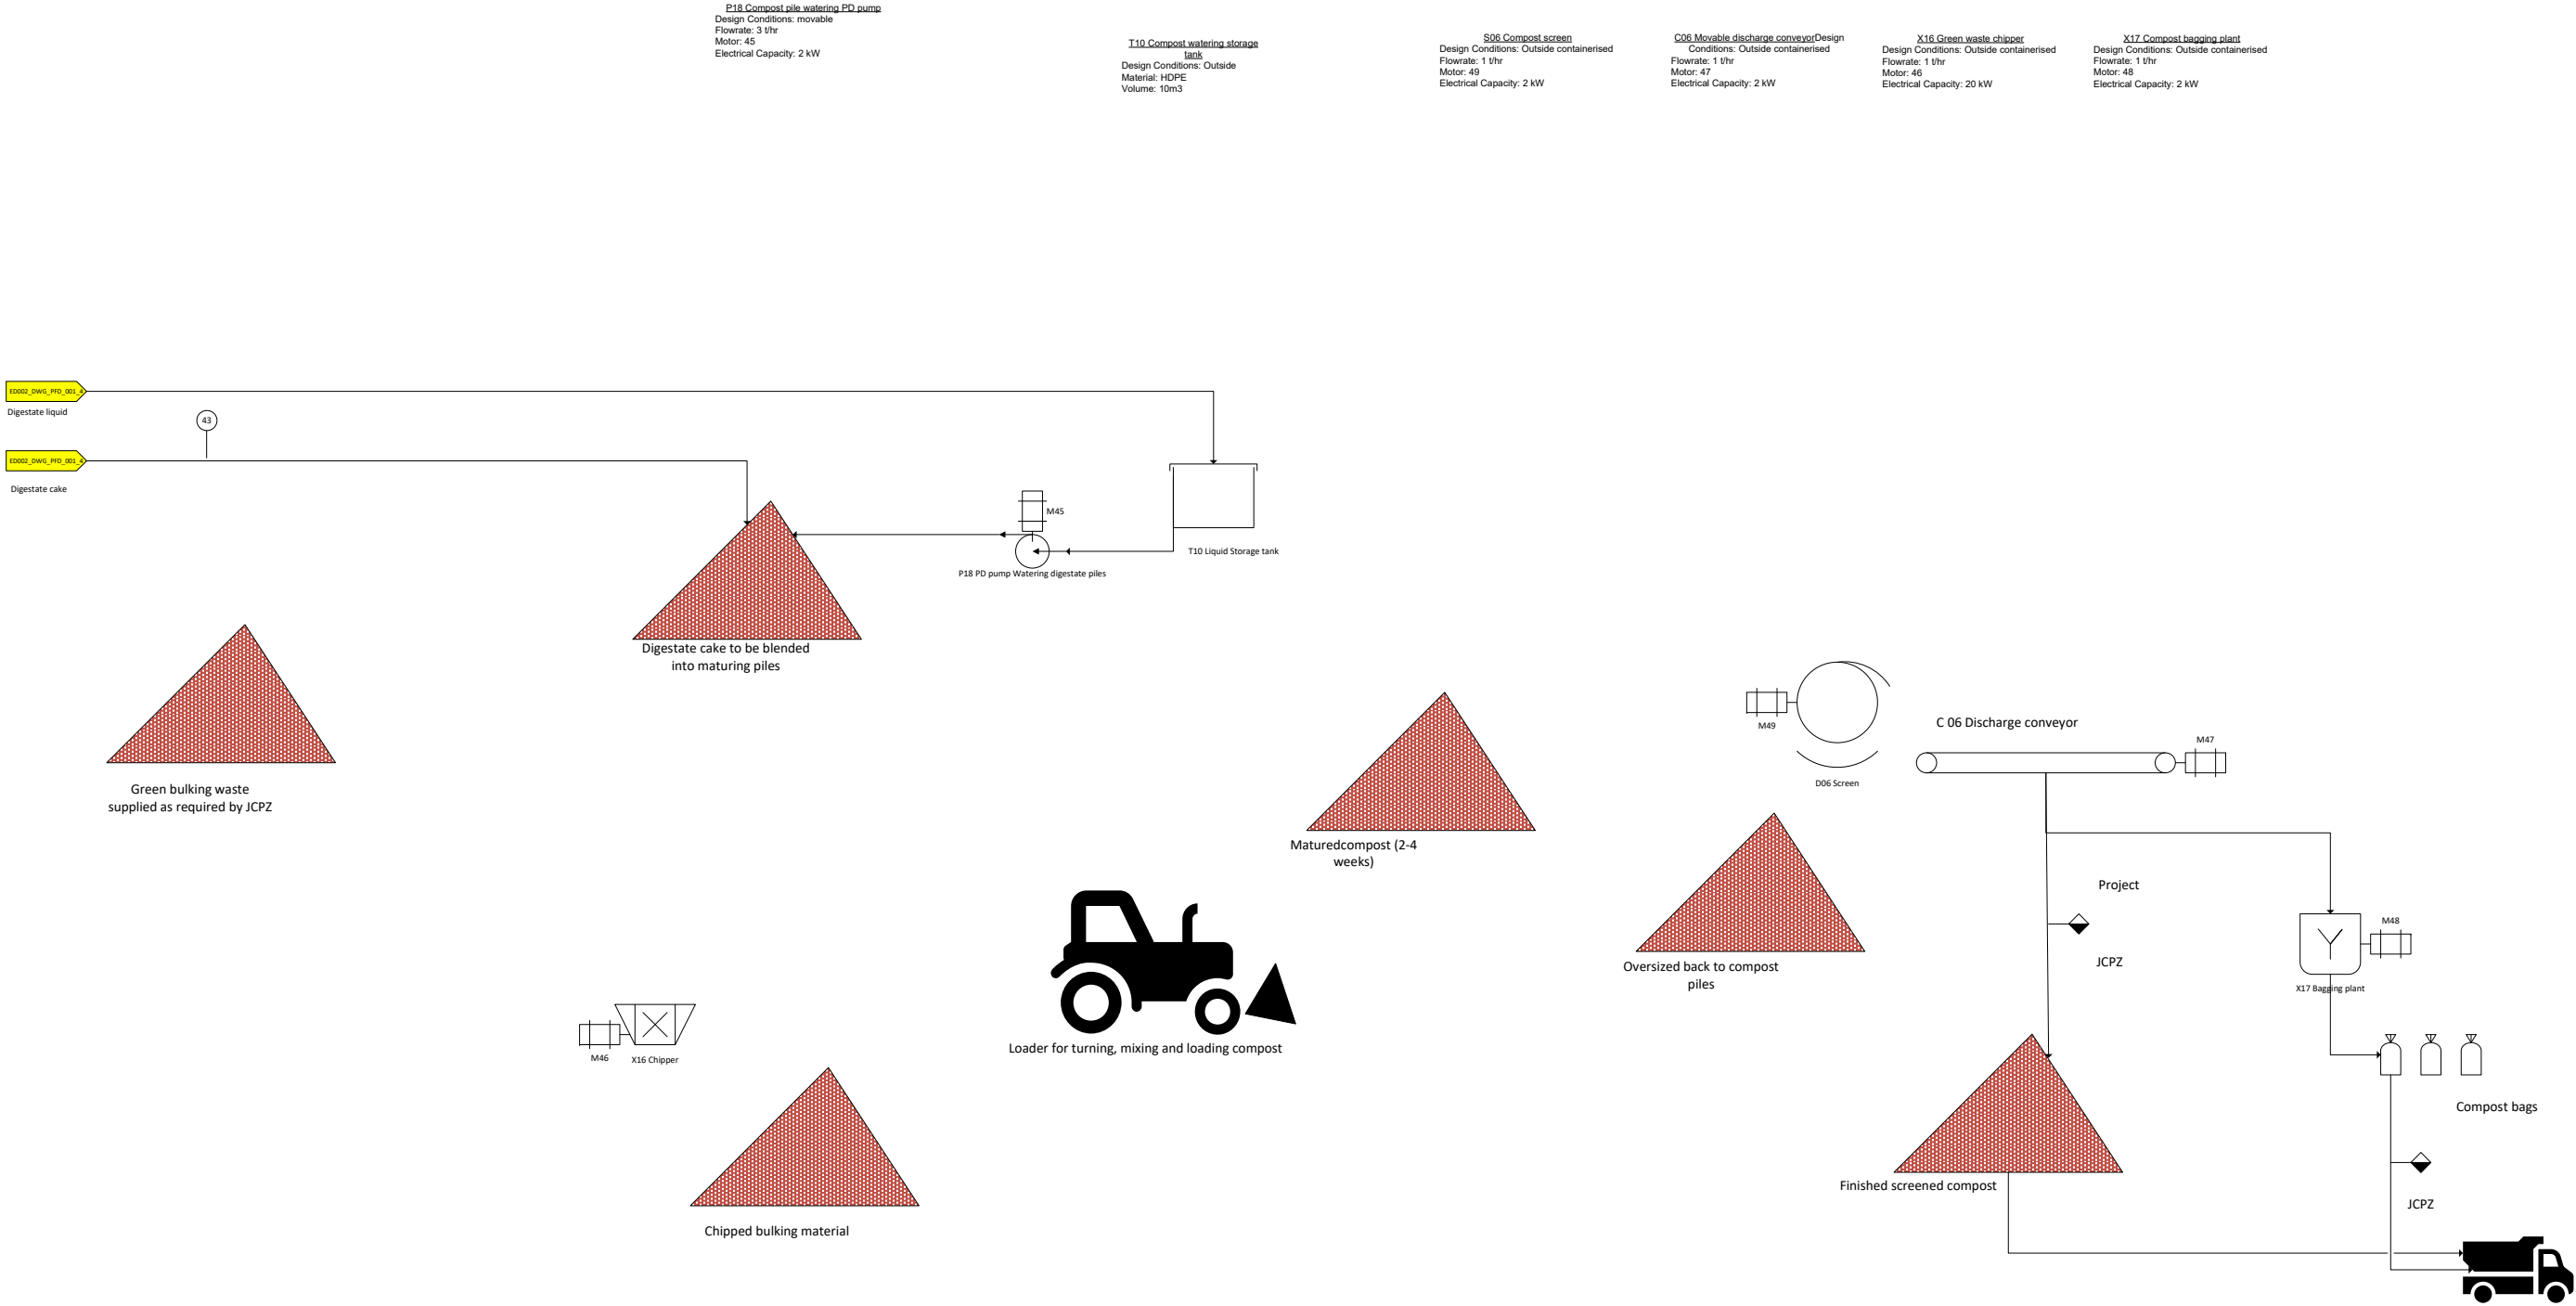 P18 Compost pile watering PD pump
Design Conditions: movable
Flowrate: 3 t/hr
Motor: 45
Electrical Capacity: 2 kW
T10 Compost watering storage
tank
Design Conditions: Outside
Material: HDPE
Volume: 10m3
S06 Compost screen
Design Conditions: Outside containerised
Flowrate: 1 t/hr
Motor: 49
Electrical Capacity: 2 kW
C06 Movable discharge conveyorDesign
Conditions: Outside containerised
Flowrate: 1 t/hr
Motor: 47
Electrical Capacity: 2 kW
X16 Green waste chipper
Design Conditions: Outside containerised
Flowrate: 1 t/hr
Motor: 46
Electrical Capacity: 20 kW
X17 Compost bagging plant
Design Conditions: Outside containerised
Flowrate: 1 t/hr
Motor: 48
Electrical Capacity: 2 kW
ED002_DWG_PFD_001_4
Digestate liquid
43
ED002_DWG_PFD_001_4
Digestate cake
M45
T10 Liquid Storage tank
P18 PD pump Watering digestate piles
Digestate cake to be blended
into maturing piles
Green bulking waste
supplied as required by JCPZ
M49
D06 Screen
C 06 Discharge conveyor
M47
Maturedcompost (2-4
weeks)
Oversized back to compost
piles
Project
JCPZ
M48
X17 Bagging plant
M46
X16 Chipper
Loader for turning, mixing and loading compost
Compost bags
Chipped bulking material
Finished screened compost
JCPZ